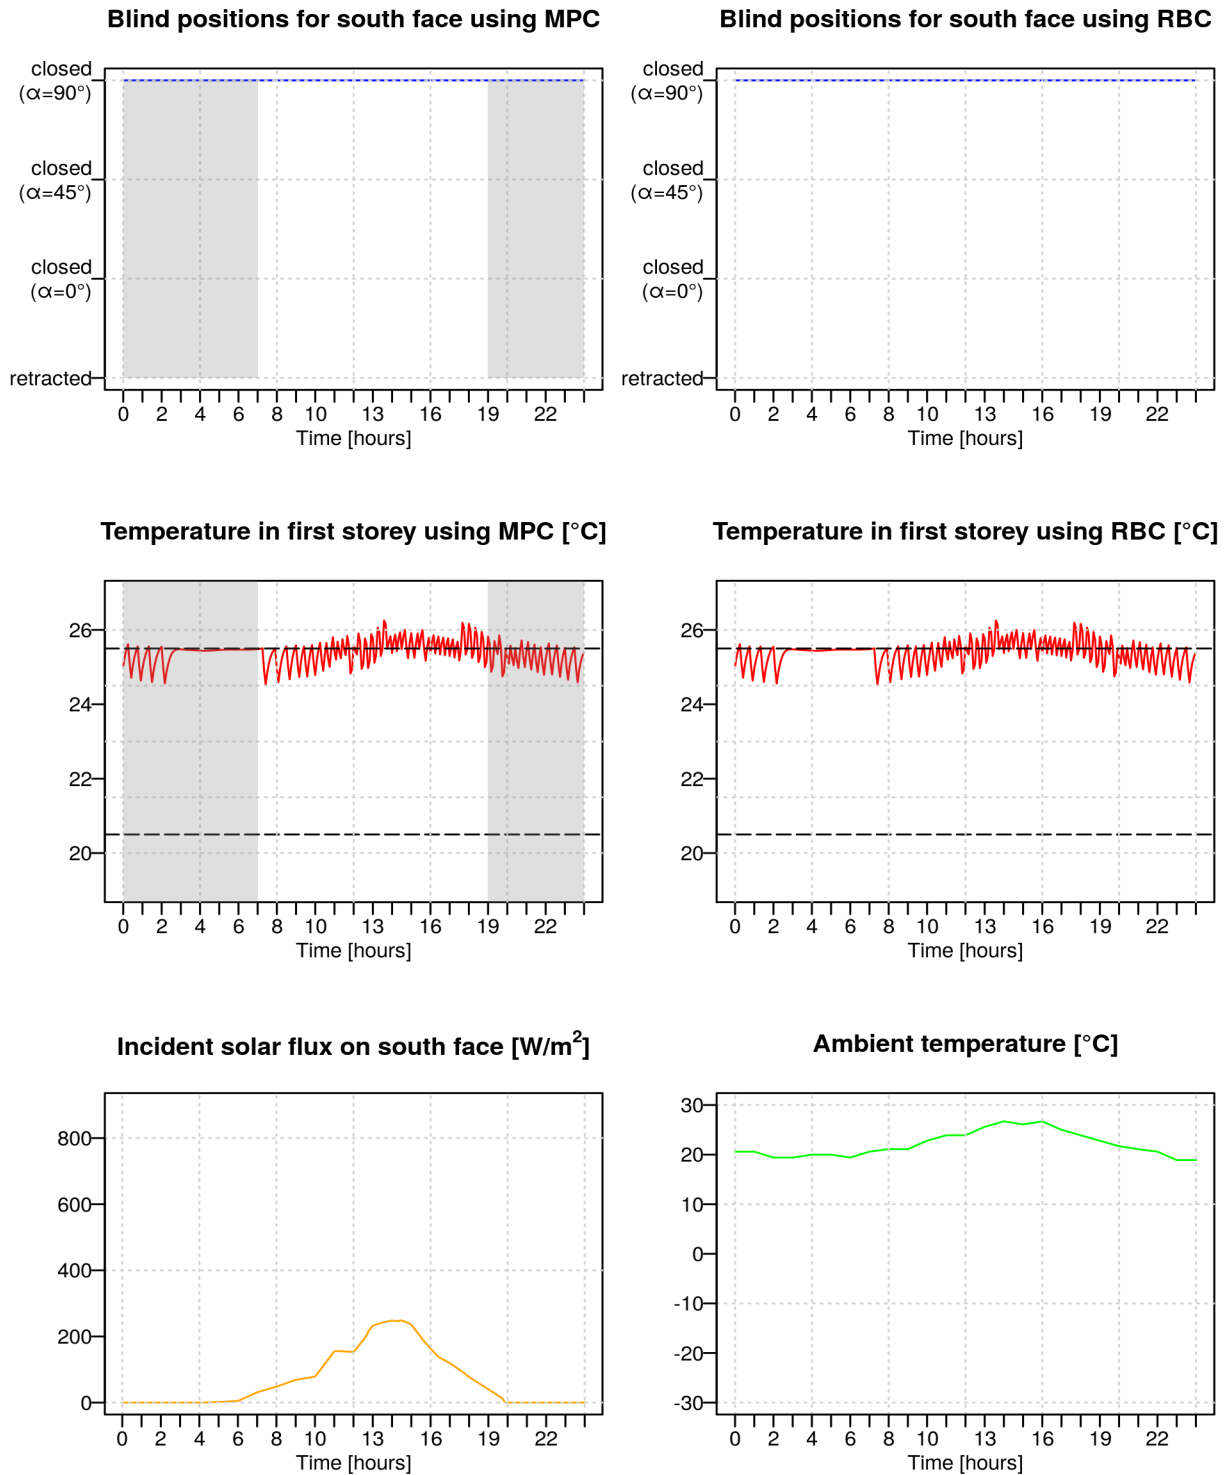 Blind positions for south face using MPC
closed
(α=90°)
closed
(α=45°)
closed
(α=0°)
retracted
0 2 4 6 8 10 13 16 19 22
Time [hours]
Blind positions for south face using RBC
closed
(α=90°)
closed
(α=45°)
closed
(α=0°)
retracted
0 2 4 6 8 10 13 16 19 22
Time [hours]
Temperature in first storey using MPC [°C]
26
24
22
20
0 2 4 6 8 10 13 16 19 22
Time [hours]
Temperature in first storey using RBC [°C]
26
24
22
20
0 2 4 6 8 10 13 16 19 22
Time [hours]
Incident solar flux on south face [W/m²]
800
600
400
200
0
0 2 4 6 8 10 13 16 19 22
Time [hours]
Ambient temperature [°C]
30
20
10
0
-10
-20
-30
0 2 4 6 8 10 13 16 19 22
Time [hours]